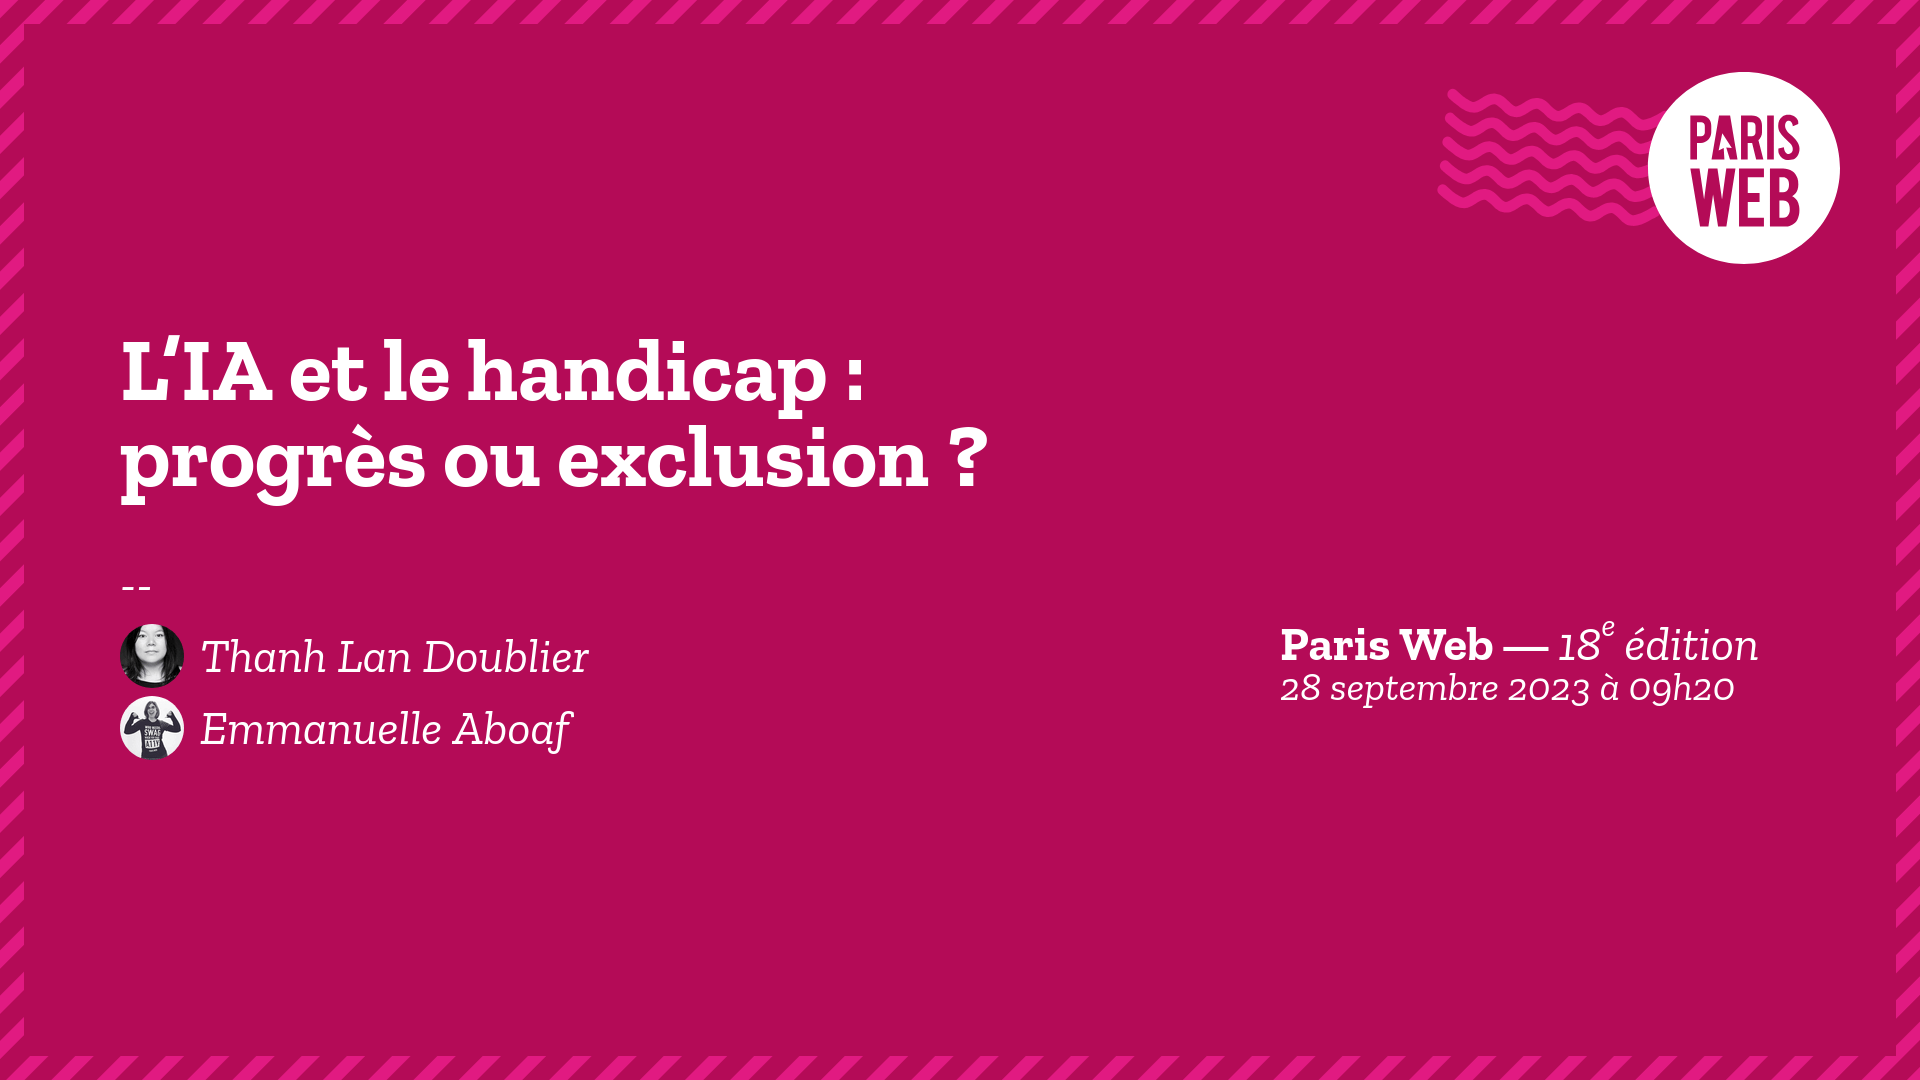 PARIS
WEB
L'IA et le handicap :
progrès ou exclusion ?
--
Thanh Lan Doublier
Emmanuelle Aboaf
Paris Web — 18e édition
28 septembre 2023 à 09h20
SWAG